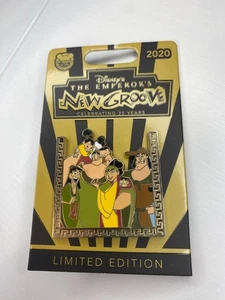 2020
Disney's
THE EMPEROR'S
NEW GROOVE
CELEBRATING 20 YEARS
LIMITED EDITION